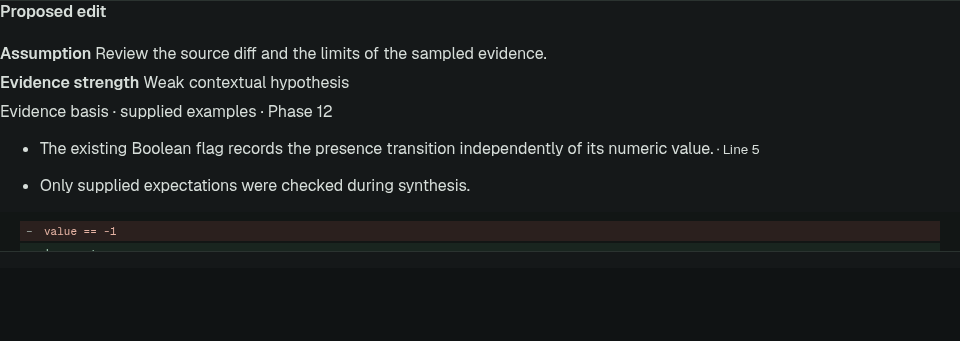 Proposed edit
Assumption Review the source diff and the limits of the sampled evidence.
Evidence strength Weak contextual hypothesis
Evidence basis · supplied examples · Phase 12
• The existing Boolean flag records the presence transition independently of its numeric value. · Line 5
• Only supplied expectations were checked during synthesis.
− value == -1